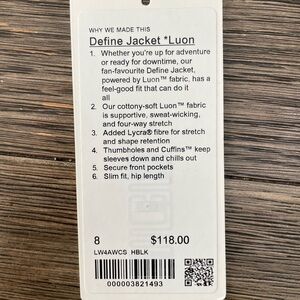 WHY WE MADE THIS
Define Jacket *Luon
1. Whether you're up for adventure
or ready for downtime, our
fan-favourite Define Jacket,
powered by Luon™ fabric, has a
feel-good fit that can do it
all
2. Our cottony-soft Luon™ fabric
is supportive, sweat-wicking,
and four-way stretch
3. Added Lycra® fibre for stretch
and shape retention
4. Thumbholes and Cuffins™ keep
sleeves down and chills out
5. Secure front pockets
6. Slim fit, hip length
8 $118.00
LW4AWCS HBLK
000003821493